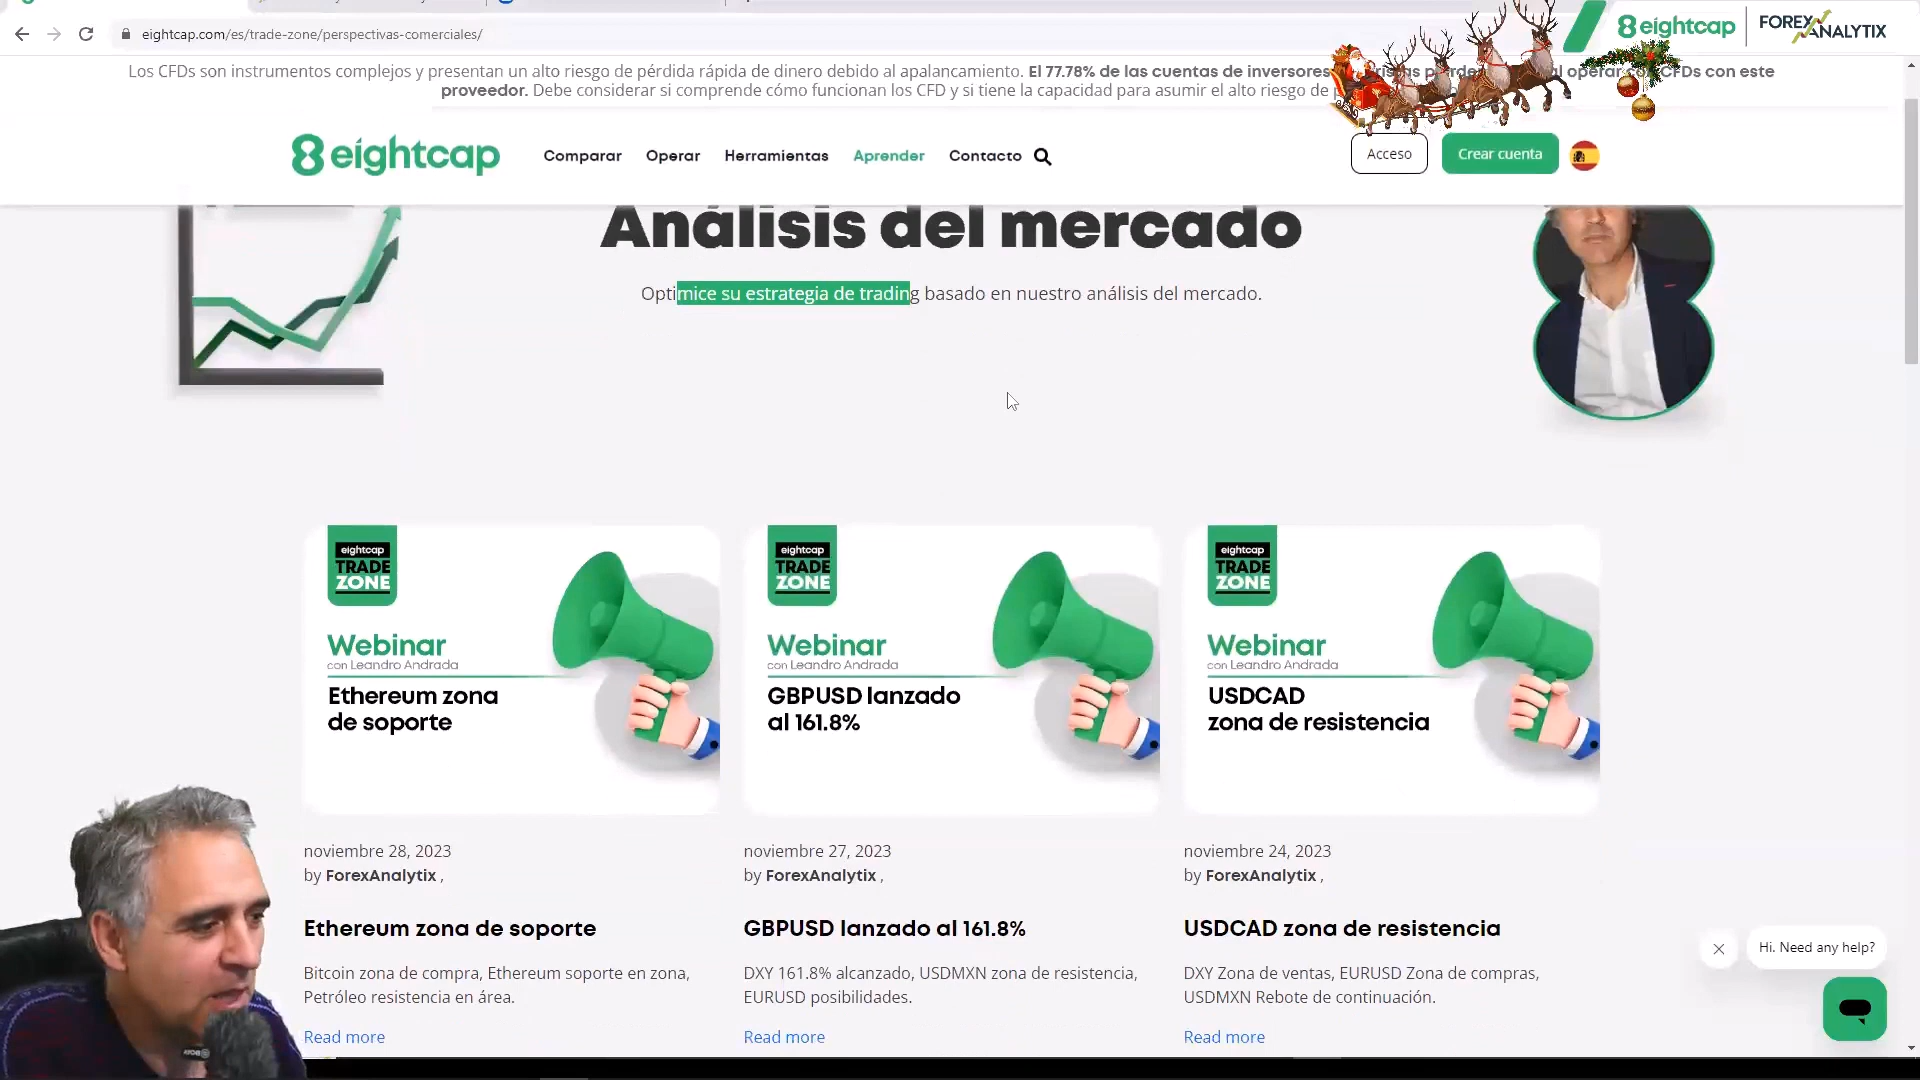 eightcap.com/es/trade-zone/perspectivas-comerciales/
eightcap FOREX ANALYTIX
Los CFDs son instrumentos complejos y presentan un alto riesgo de pérdida rápida de dinero debido al apalancamiento. El 77.78% de las cuentas de inversores operar CFDs con este
proveedor. Debe considerar si comprende cómo funcionan los CFD y si tiene la capacidad para asumir el alto riesgo de
eightcap Comparar Operar Herramientas Aprender Contacto Acceso Crear cuenta
Análisis del mercado
Optimice su estrategia de trading basado en nuestro análisis del mercado.
eightcap
TRADE
ZONE
Webinar
con Leandro Andrada
Ethereum zona
de soporte
eightcap
TRADE
ZONE
Webinar
con Leandro Andrada
GBPUSD lanzado
al 161.8%
eightcap
TRADE
ZONE
Webinar
con Leandro Andrada
USDCAD
zona de resistencia
noviembre 28, 2023
by ForexAnalytix ,
Ethereum zona de soporte
Bitcoin zona de compra, Ethereum soporte en zona,
Petróleo resistencia en área.
Read more
noviembre 27, 2023
by ForexAnalytix ,
GBPUSD lanzado al 161.8%
DXY 161.8% alcanzado, USDMXN zona de resistencia,
EURUSD posibilidades.
Read more
noviembre 24, 2023
by ForexAnalytix ,
USDCAD zona de resistencia
DXY Zona de ventas, EURUSD Zona de compras,
USDMXN Rebote de continuación.
Read more
Hi. Need any help?